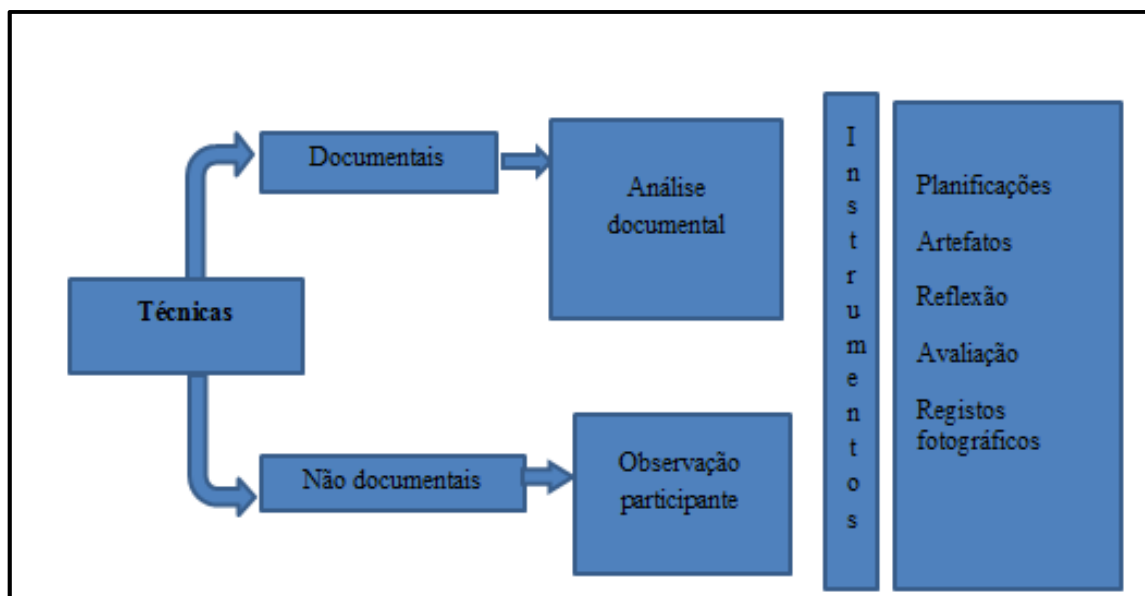 Técnicas
Documentais
Análise
documental
Não documentais
Observação
participante
Instrumentos
Planificações
Artefatos
Reflexão
Avaliação
Registos
fotográficos